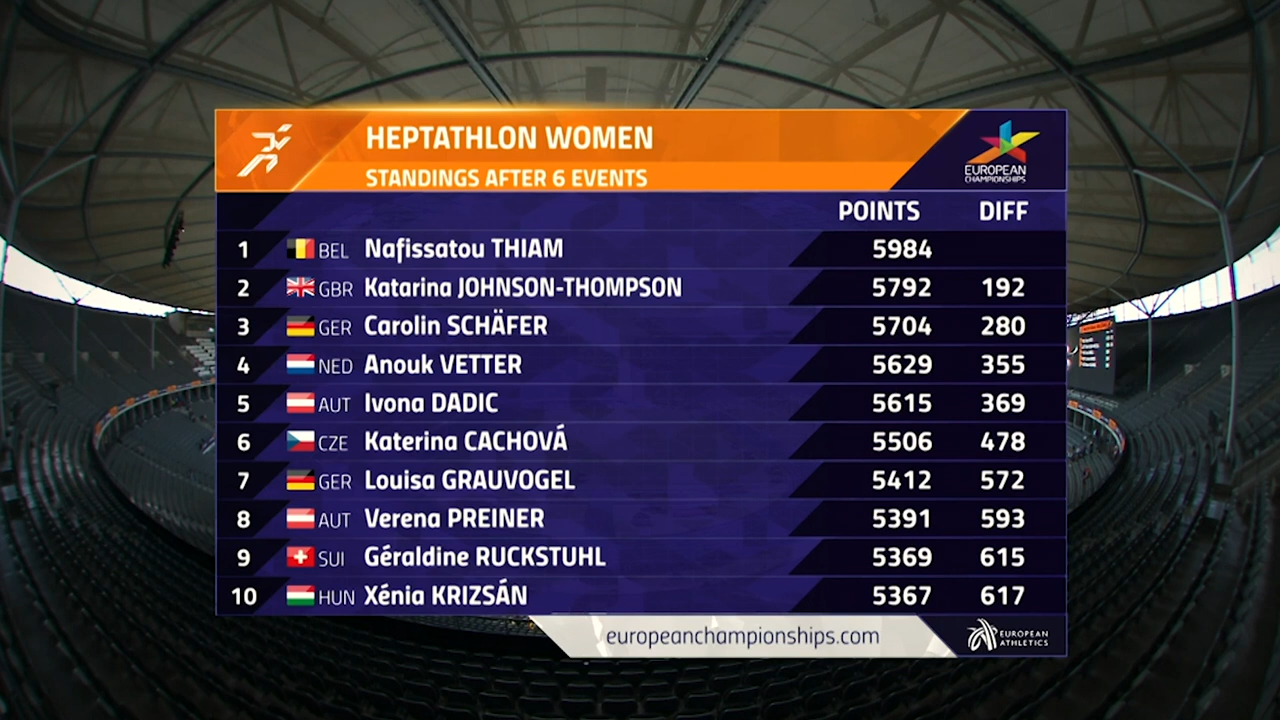 HEPTATHLON WOMEN
STANDINGS AFTER 6 EVENTS
EUROPEAN
CHAMPIONSHIPS
POINTS DIFF
1 BEL Nafissatou THIAM 5984
2 GBR Katarina JOHNSON-THOMPSON 5792 192
3 GER Carolin SCHÄFER 5704 280
4 NED Anouk VETTER 5629 355
5 AUT Ivona DADIC 5615 369
6 CZE Katerina CACHOVÁ 5506 478
7 GER Louisa GRAUVOGEL 5412 572
8 AUT Verena PREINER 5391 593
9 SUI Géraldine RUCKSTUHL 5369 615
10 HUN Xénia KRIZSÁN 5367 617
europeanchampionships.com
EUROPEAN
ATHLETICS